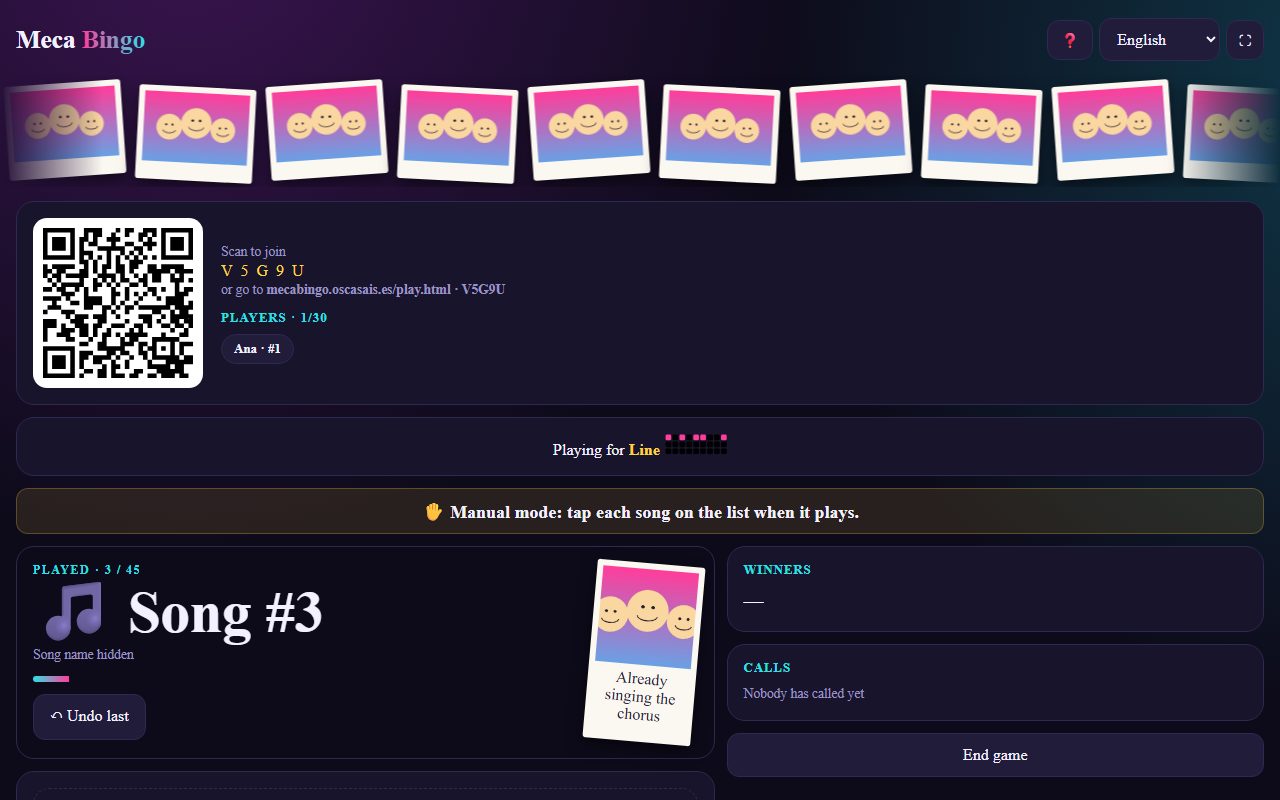 Meca Bingo
English
Scan to join
V 5 G 9 U
or go to mecabingo.oscasais.es/play.html · V5G9U
PLAYERS · 1/30
Ana · #1
Playing for Line
Manual mode: tap each song on the list when it plays.
PLAYED · 3 / 45
Song #3
Song name hidden
↶ Undo last
Already
singing the
chorus
WINNERS
—
CALLS
Nobody has called yet
End game